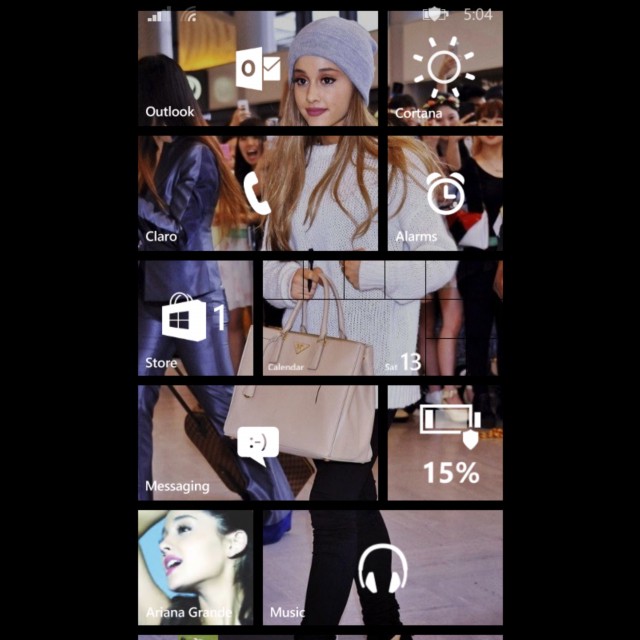 5:04
Outlook
Cortana
Claro
Alarms
1
Store
Calendar
Sat 13
:-)
Messaging
15%
Ariana Grande
Music